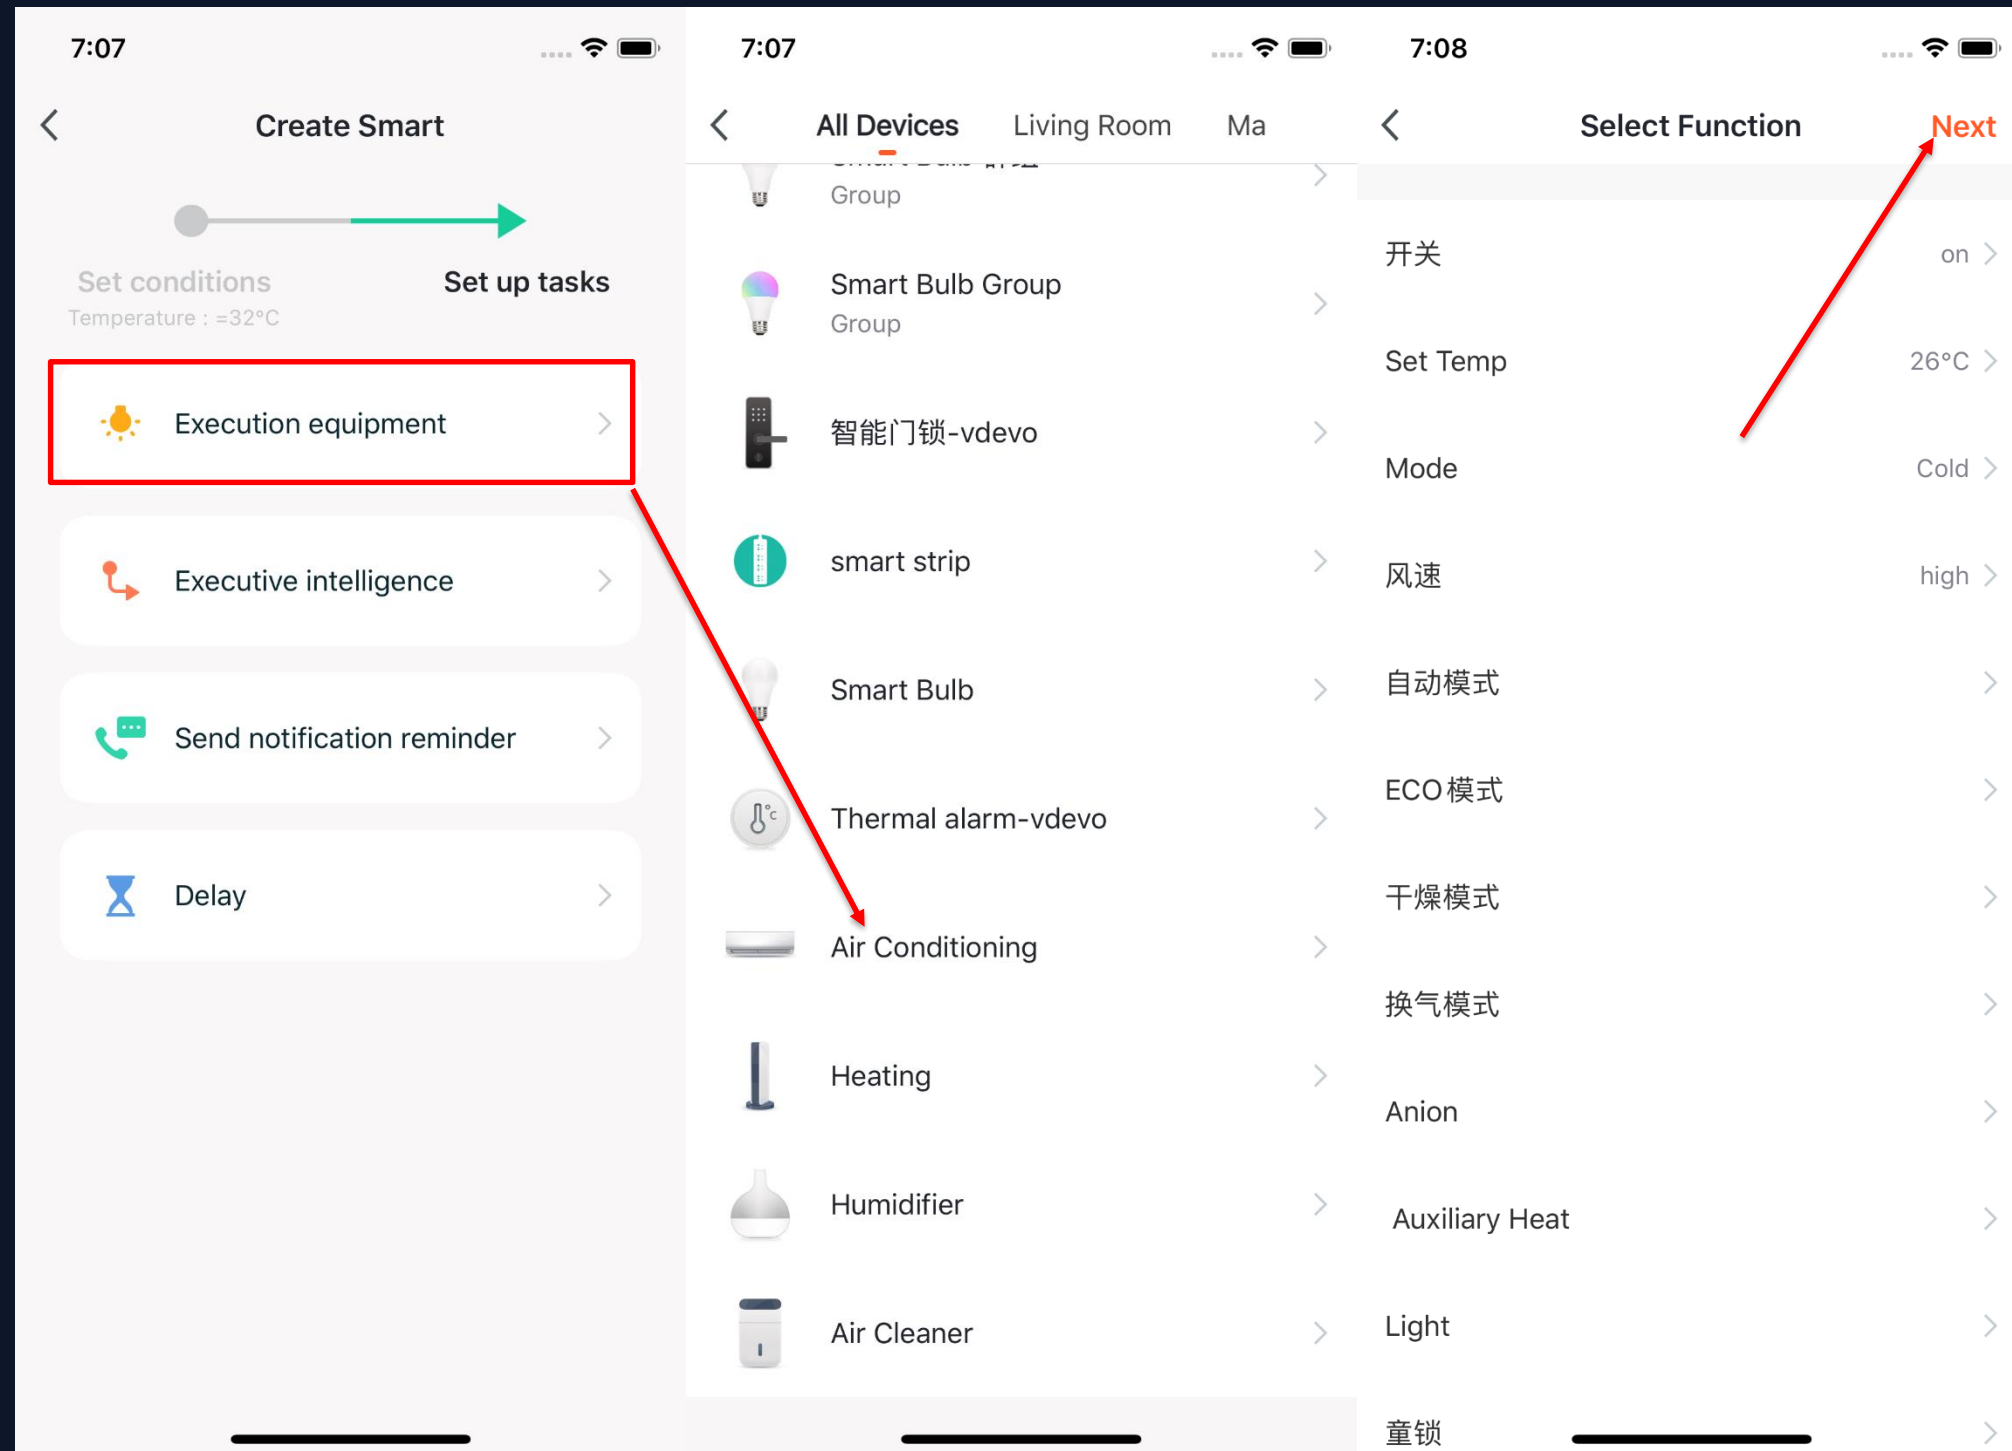 7:07
Create Smart
Set conditions
Set up tasks
Temperature : =32°C
Execution equipment
Executive intelligence
Send notification reminder
Delay
7:07
All Devices Living Room Ma
Group
Smart Bulb Group
Group
智能门锁-vdevo
smart strip
Smart Bulb
Thermal alarm-vdevo
Air Conditioning
Heating
Humidifier
Air Cleaner
7:08
Select Function Next
开关 on
Set Temp 26°C
Mode Cold
风速 high
自动模式
ECO模式
干燥模式
换气模式
Anion
Auxiliary Heat
Light
童锁